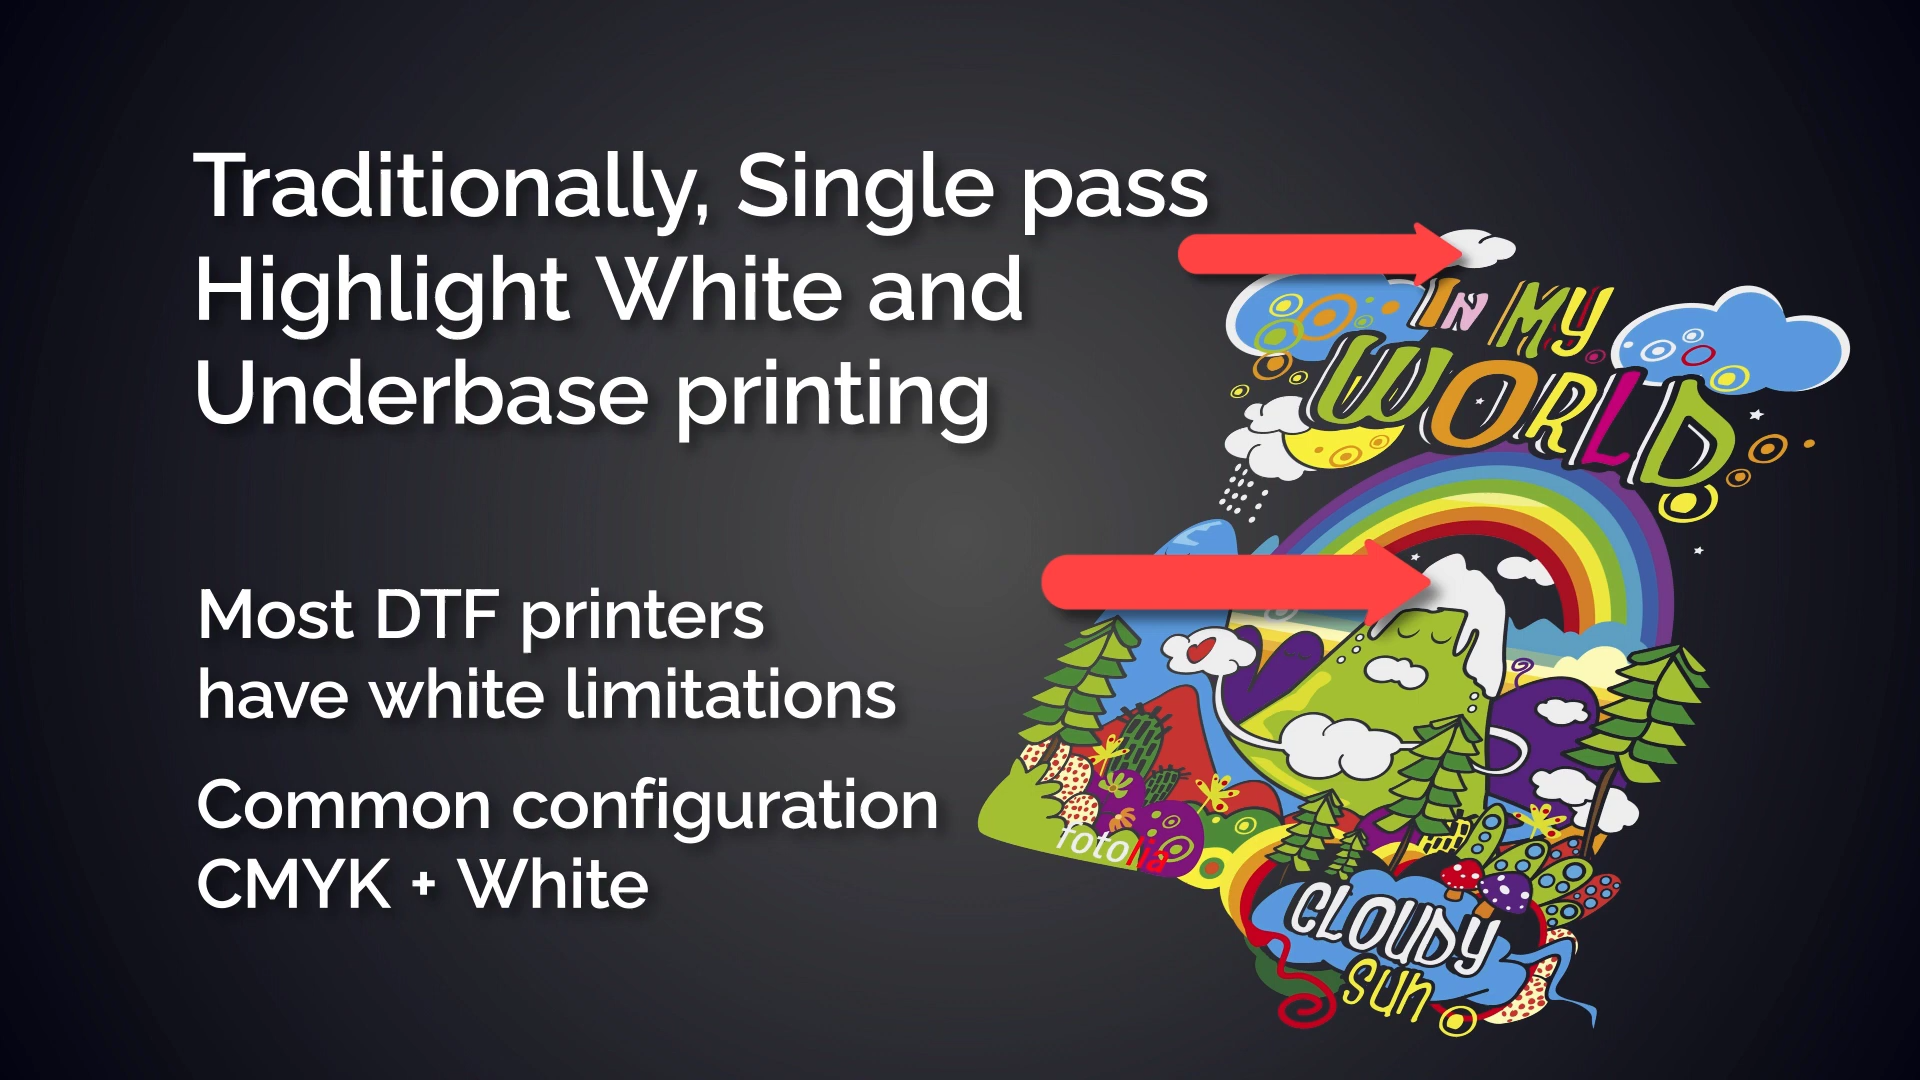 Traditionally, Single pass
Highlight White and
Underbase printing
Most DTF printers
have white limitations
Common configuration
CMYK + White
IN MY
WORLD
fotolia
CLOUDY
SUN